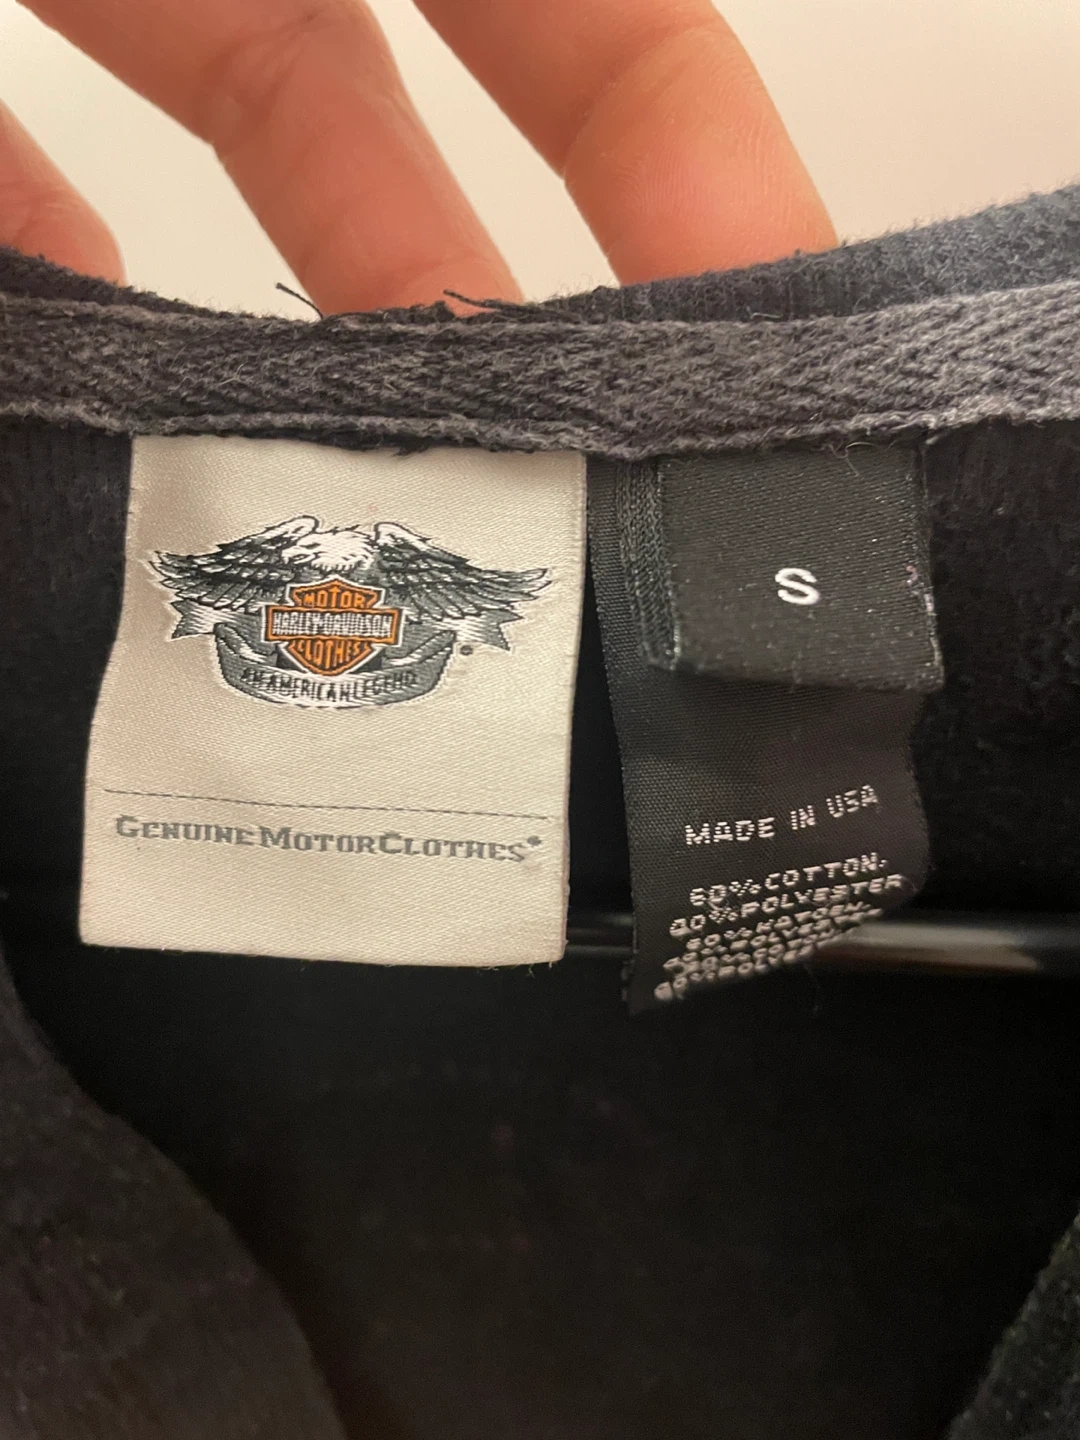 MOTOR
HARLEY-DAVIDSON
CLOTHES
AN AMERICAN LEGEND
GENUINE MOTORCLOTHES®
S
MADE IN USA
60% COTTON.
40% POLYESTER